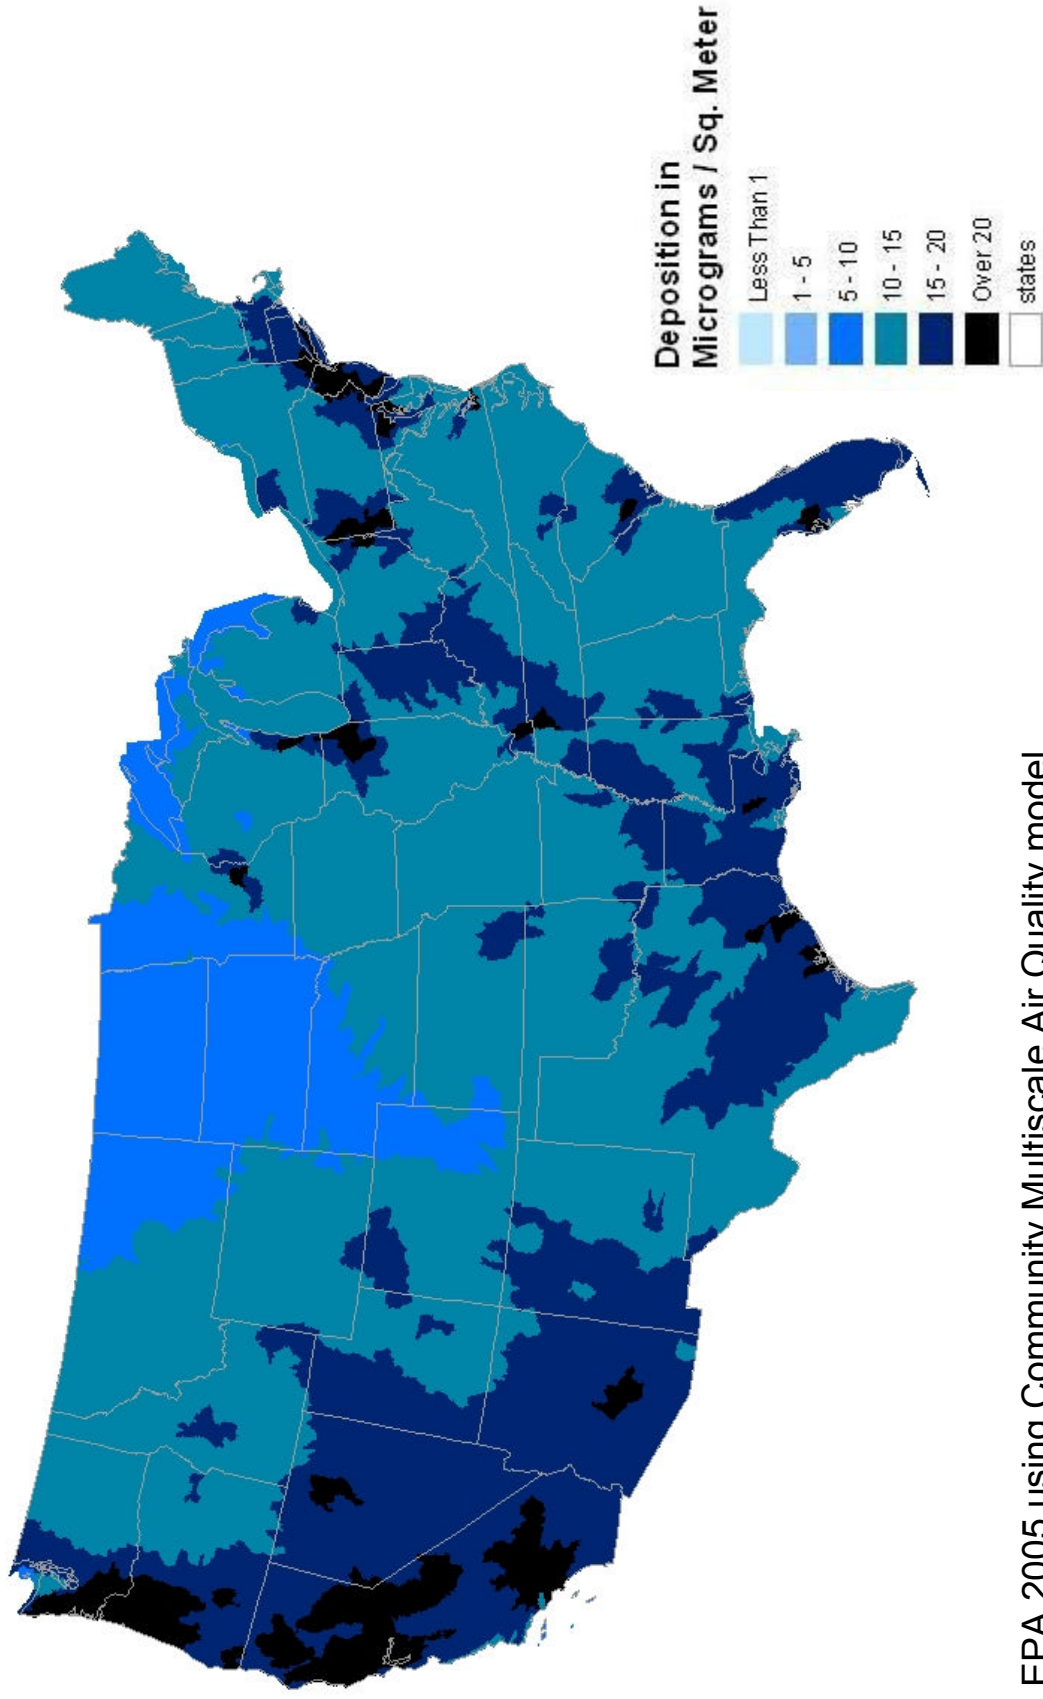 Deposition in
Micrograms / Sq. Meter
Less Than 1
1 - 5
5 - 10
10 - 15
15 - 20
Over 20
states
EPA 2005 using Community Multiscale Air Quality model